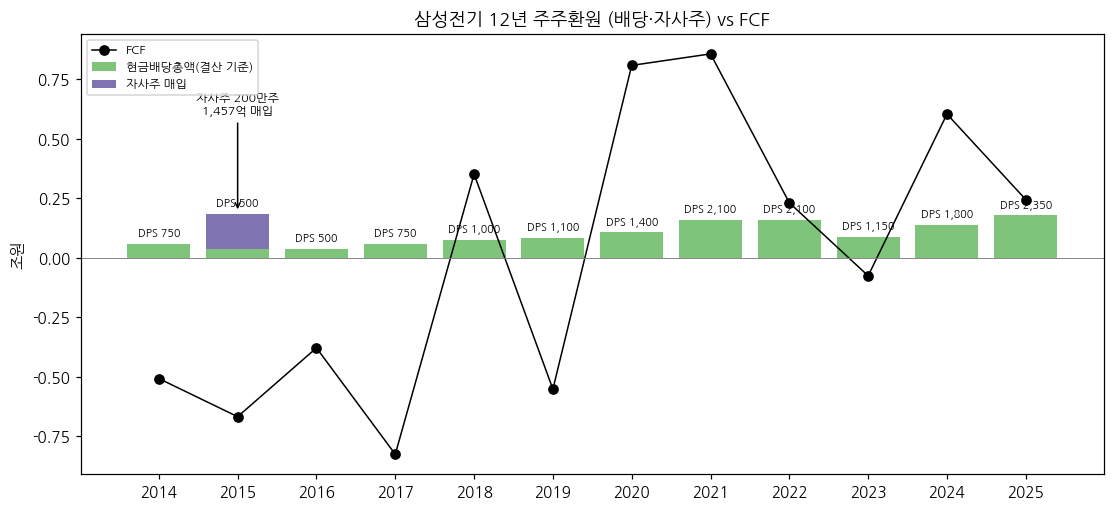 삼성전기 12년 주주환원 (배당·자사주) vs FCF
FCF
현금배당총액(결산 기준)
자사주 매입
자사주 200만주
1,457억 매입
조원
0.75
0.50
0.25
0.00
-0.25
-0.50
-0.75
DPS 750
DPS 500
DPS 500
DPS 750
DPS 1,000
DPS 1,100
DPS 1,400
DPS 2,100
DPS 2,100
DPS 1,150
DPS 1,800
DPS 2,350
2014
2015
2016
2017
2018
2019
2020
2021
2022
2023
2024
2025